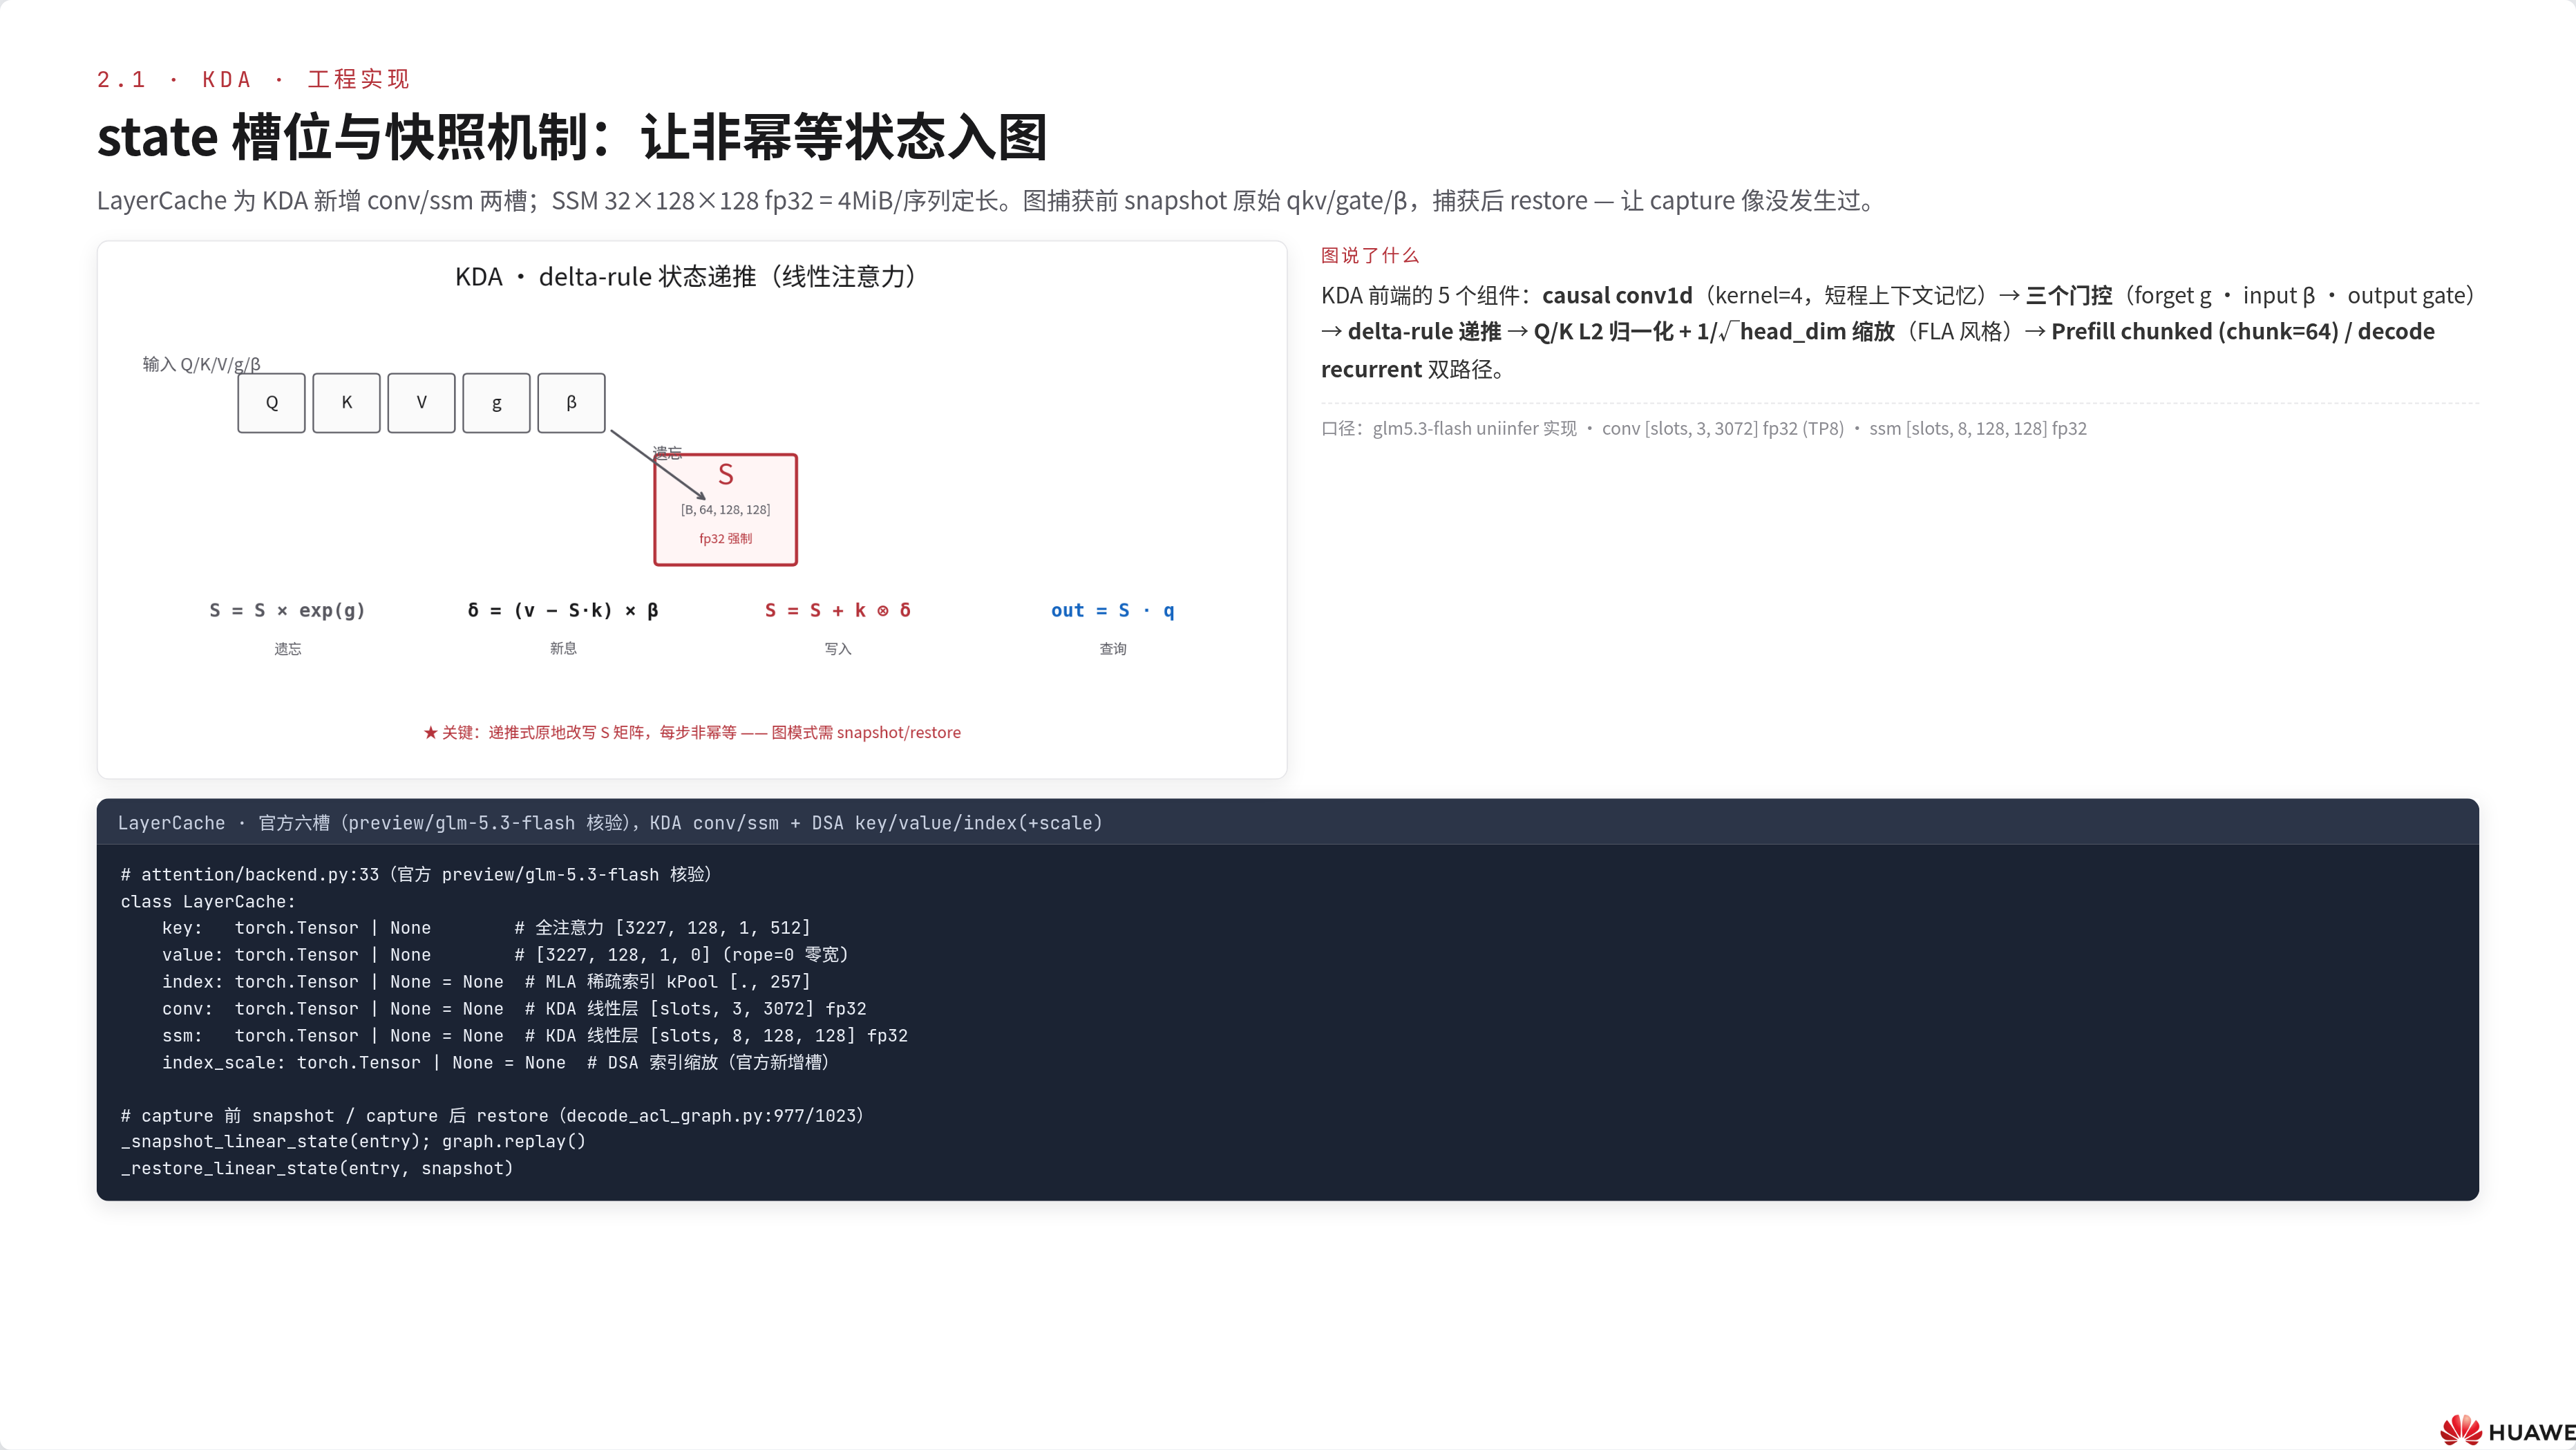 2.1 · KDA · 工程实现
state 槽位与快照机制：让非幂等状态入图
LayerCache 为 KDA 新增 conv/ssm 两槽；SSM 32×128×128 fp32 = 4MiB/序列定长。图捕获前 snapshot 原始 qkv/gate/β，捕获后 restore — 让 capture 像没发生过。
KDA · delta-rule 状态递推（线性注意力）
输入 Q/K/V/g/β
Q K V g β
遗忘
S
[B, 64, 128, 128]
fp32 强制
S = S × exp(g) δ = (v − S·k) × β S = S + k ⊗ δ out = S · q
遗忘 新息 写入 查询
★ 关键：递推式原地改写 S 矩阵，每步非幂等 —— 图模式需 snapshot/restore
图说了什么
KDA 前端的 5 个组件：causal conv1d（kernel=4，短程上下文记忆）→ 三个门控（forget g · input β · output gate）
→ delta-rule 递推 → Q/K L2 归一化 + 1/√head_dim 缩放（FLA 风格）→ Prefill chunked (chunk=64) / decode
recurrent 双路径。
口径：glm5.3-flash uniinfer 实现 · conv [slots, 3, 3072] fp32 (TP8) · ssm [slots, 8, 128, 128] fp32
LayerCache · 官方六槽（preview/glm-5.3-flash 核验），KDA conv/ssm + DSA key/value/index(+scale)
# attention/backend.py:33（官方 preview/glm-5.3-flash 核验）
class LayerCache:
    key:   torch.Tensor | None        # 全注意力 [3227, 128, 1, 512]
    value: torch.Tensor | None        # [3227, 128, 1, 0] (rope=0 零宽)
    index: torch.Tensor | None = None  # MLA 稀疏索引 kPool [., 257]
    conv:  torch.Tensor | None = None  # KDA 线性层 [slots, 3, 3072] fp32
    ssm:   torch.Tensor | None = None  # KDA 线性层 [slots, 8, 128, 128] fp32
    index_scale: torch.Tensor | None = None  # DSA 索引缩放（官方新增槽）
# capture 前 snapshot / capture 后 restore（decode_acl_graph.py:977/1023）
_snapshot_linear_state(entry); graph.replay()
_restore_linear_state(entry, snapshot)
HUAWE